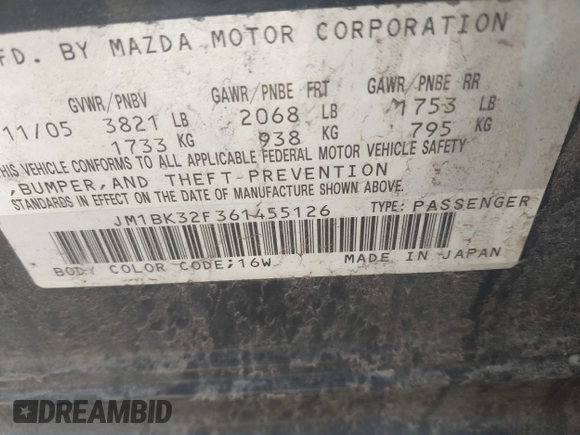 FD. BY MAZDA MOTOR CORPORATION
GVWR/PNBV GAWR/PNBE FRT GAWR/PNBE RR
11/05 3821 LB 2068 LB 1753 LB
1733 KG 938 KG 795 KG
THIS VEHICLE CONFORMS TO ALL APPLICABLE FEDERAL MOTOR VEHICLE SAFETY
,BUMPER,AND THEFT-PREVENTION
STANDARDS IN EFFECT ON THE DATE OF MANUFACTURE SHOWN ABOVE.
JM1BK32F361455126 TYPE: PASSENGER
BODY COLOR CODE;16W MADE IN JAPAN
DREAMBID